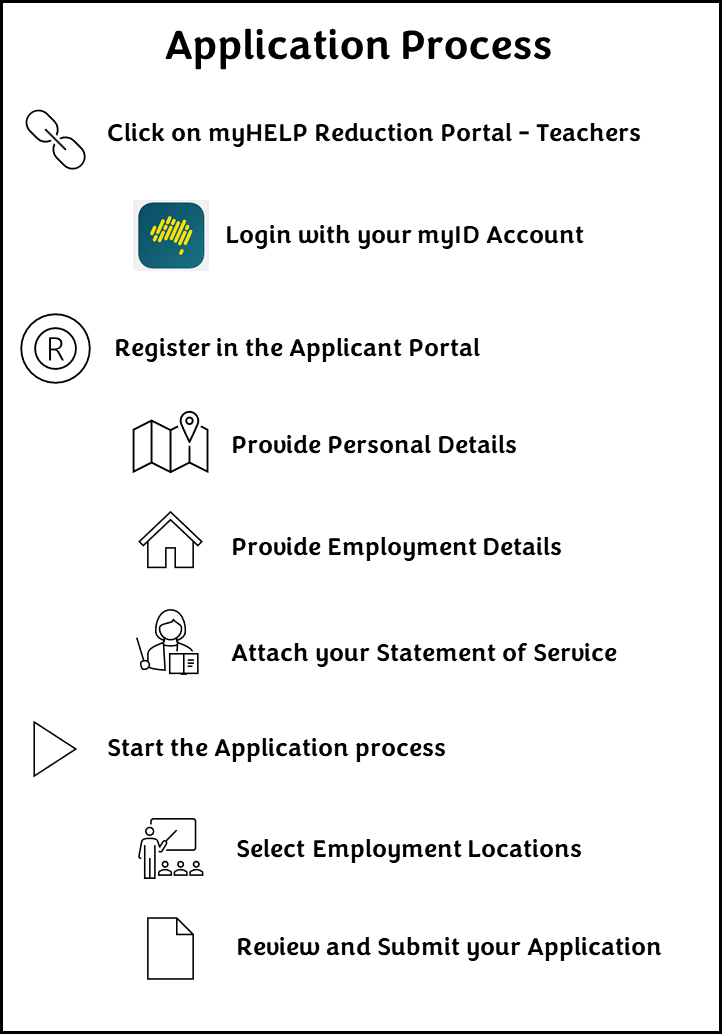 Application Process
Click on myHELP Reduction Portal - Teachers
Login with your myID Account
R
Register in the Applicant Portal
Provide Personal Details
Provide Employment Details
Attach your Statement of Service
Start the Application process
Select Employment Locations
Review and Submit your Application